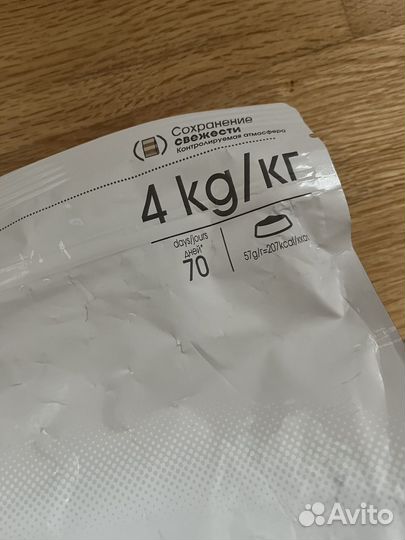 Сохранение
СВЕЖЕСТИ
Контролируемая атмосфера
4 kg/кг
days/jours
дней*
70
57g/г=207kcal/ккал
Avito